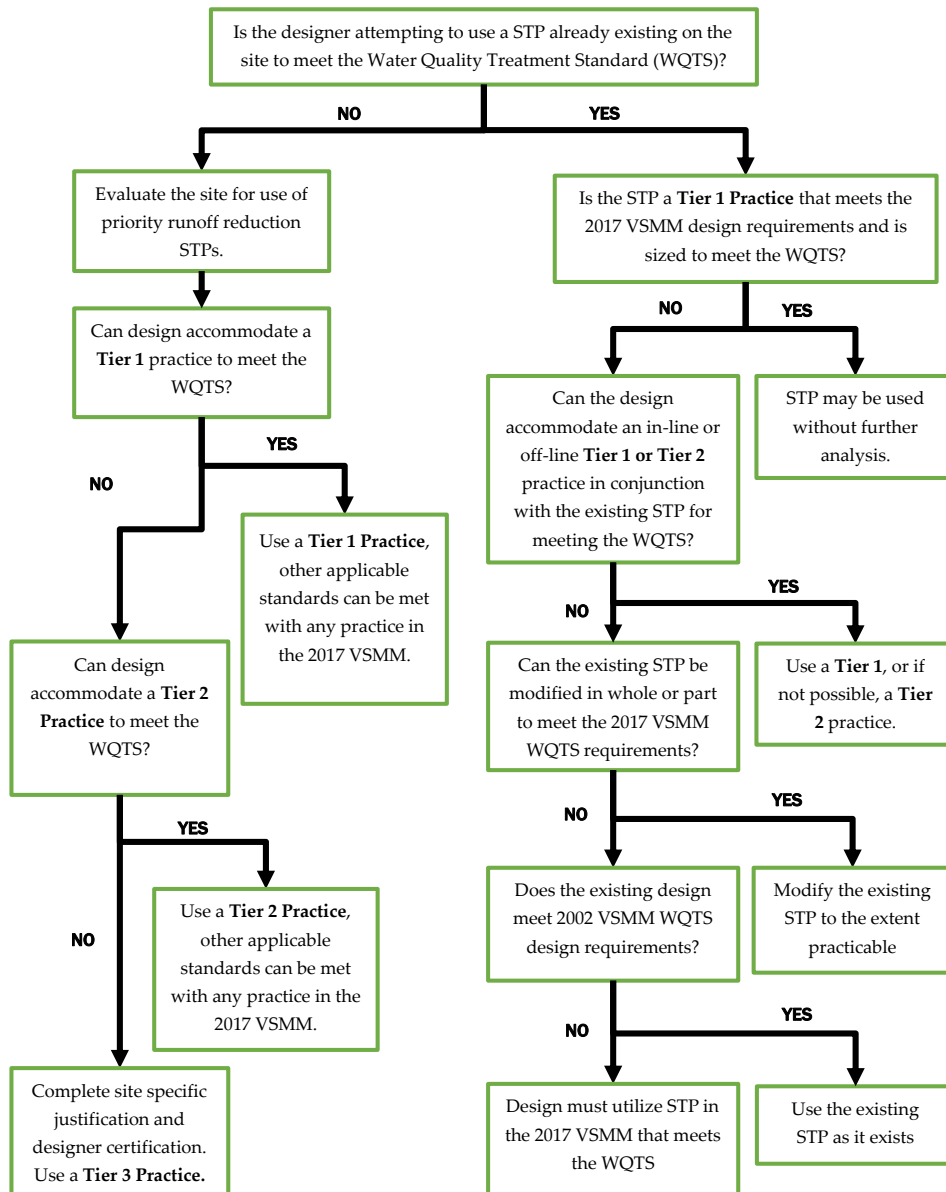 Is the designer attempting to use a STP already existing on the
site to meet the Water Quality Treatment Standard (WQTS)?
NO
YES
Evaluate the site for use of
priority runoff reduction
STPs.
Is the STP a Tier 1 Practice that meets the
2017 VSMM design requirements and is
sized to meet the WQTS?
NO
YES
Can design accommodate a
Tier 1 practice to meet the
WQTS?
Can the design
accommodate an in-line or
off-line Tier 1 or Tier 2
practice in conjunction
with the existing STP for
meeting the WQTS?
STP may be used
without further
analysis.
YES
NO
Use a Tier 1 Practice,
other applicable
standards can be met
with any practice in
the 2017 VSMM.
NO
YES
Can design
accommodate a Tier 2
Practice to meet the
WQTS?
Can the existing STP be
modified in whole or part
to meet the 2017 VSMM
WQTS requirements?
Use a Tier 1, or if
not possible, a Tier
2 practice.
NO
YES
YES
NO
Use a Tier 2 Practice,
other applicable
standards can be met
with any practice in the
2017 VSMM.
Does the existing design
meet 2002 VSMM WQTS
design requirements?
Modify the existing
STP to the extent
practicable
NO
YES
Complete site specific
justification and
designer certification.
Use a Tier 3 Practice.
Design must utilize STP in
the 2017 VSMM that meets
the WQTS
Use the existing
STP as it exists